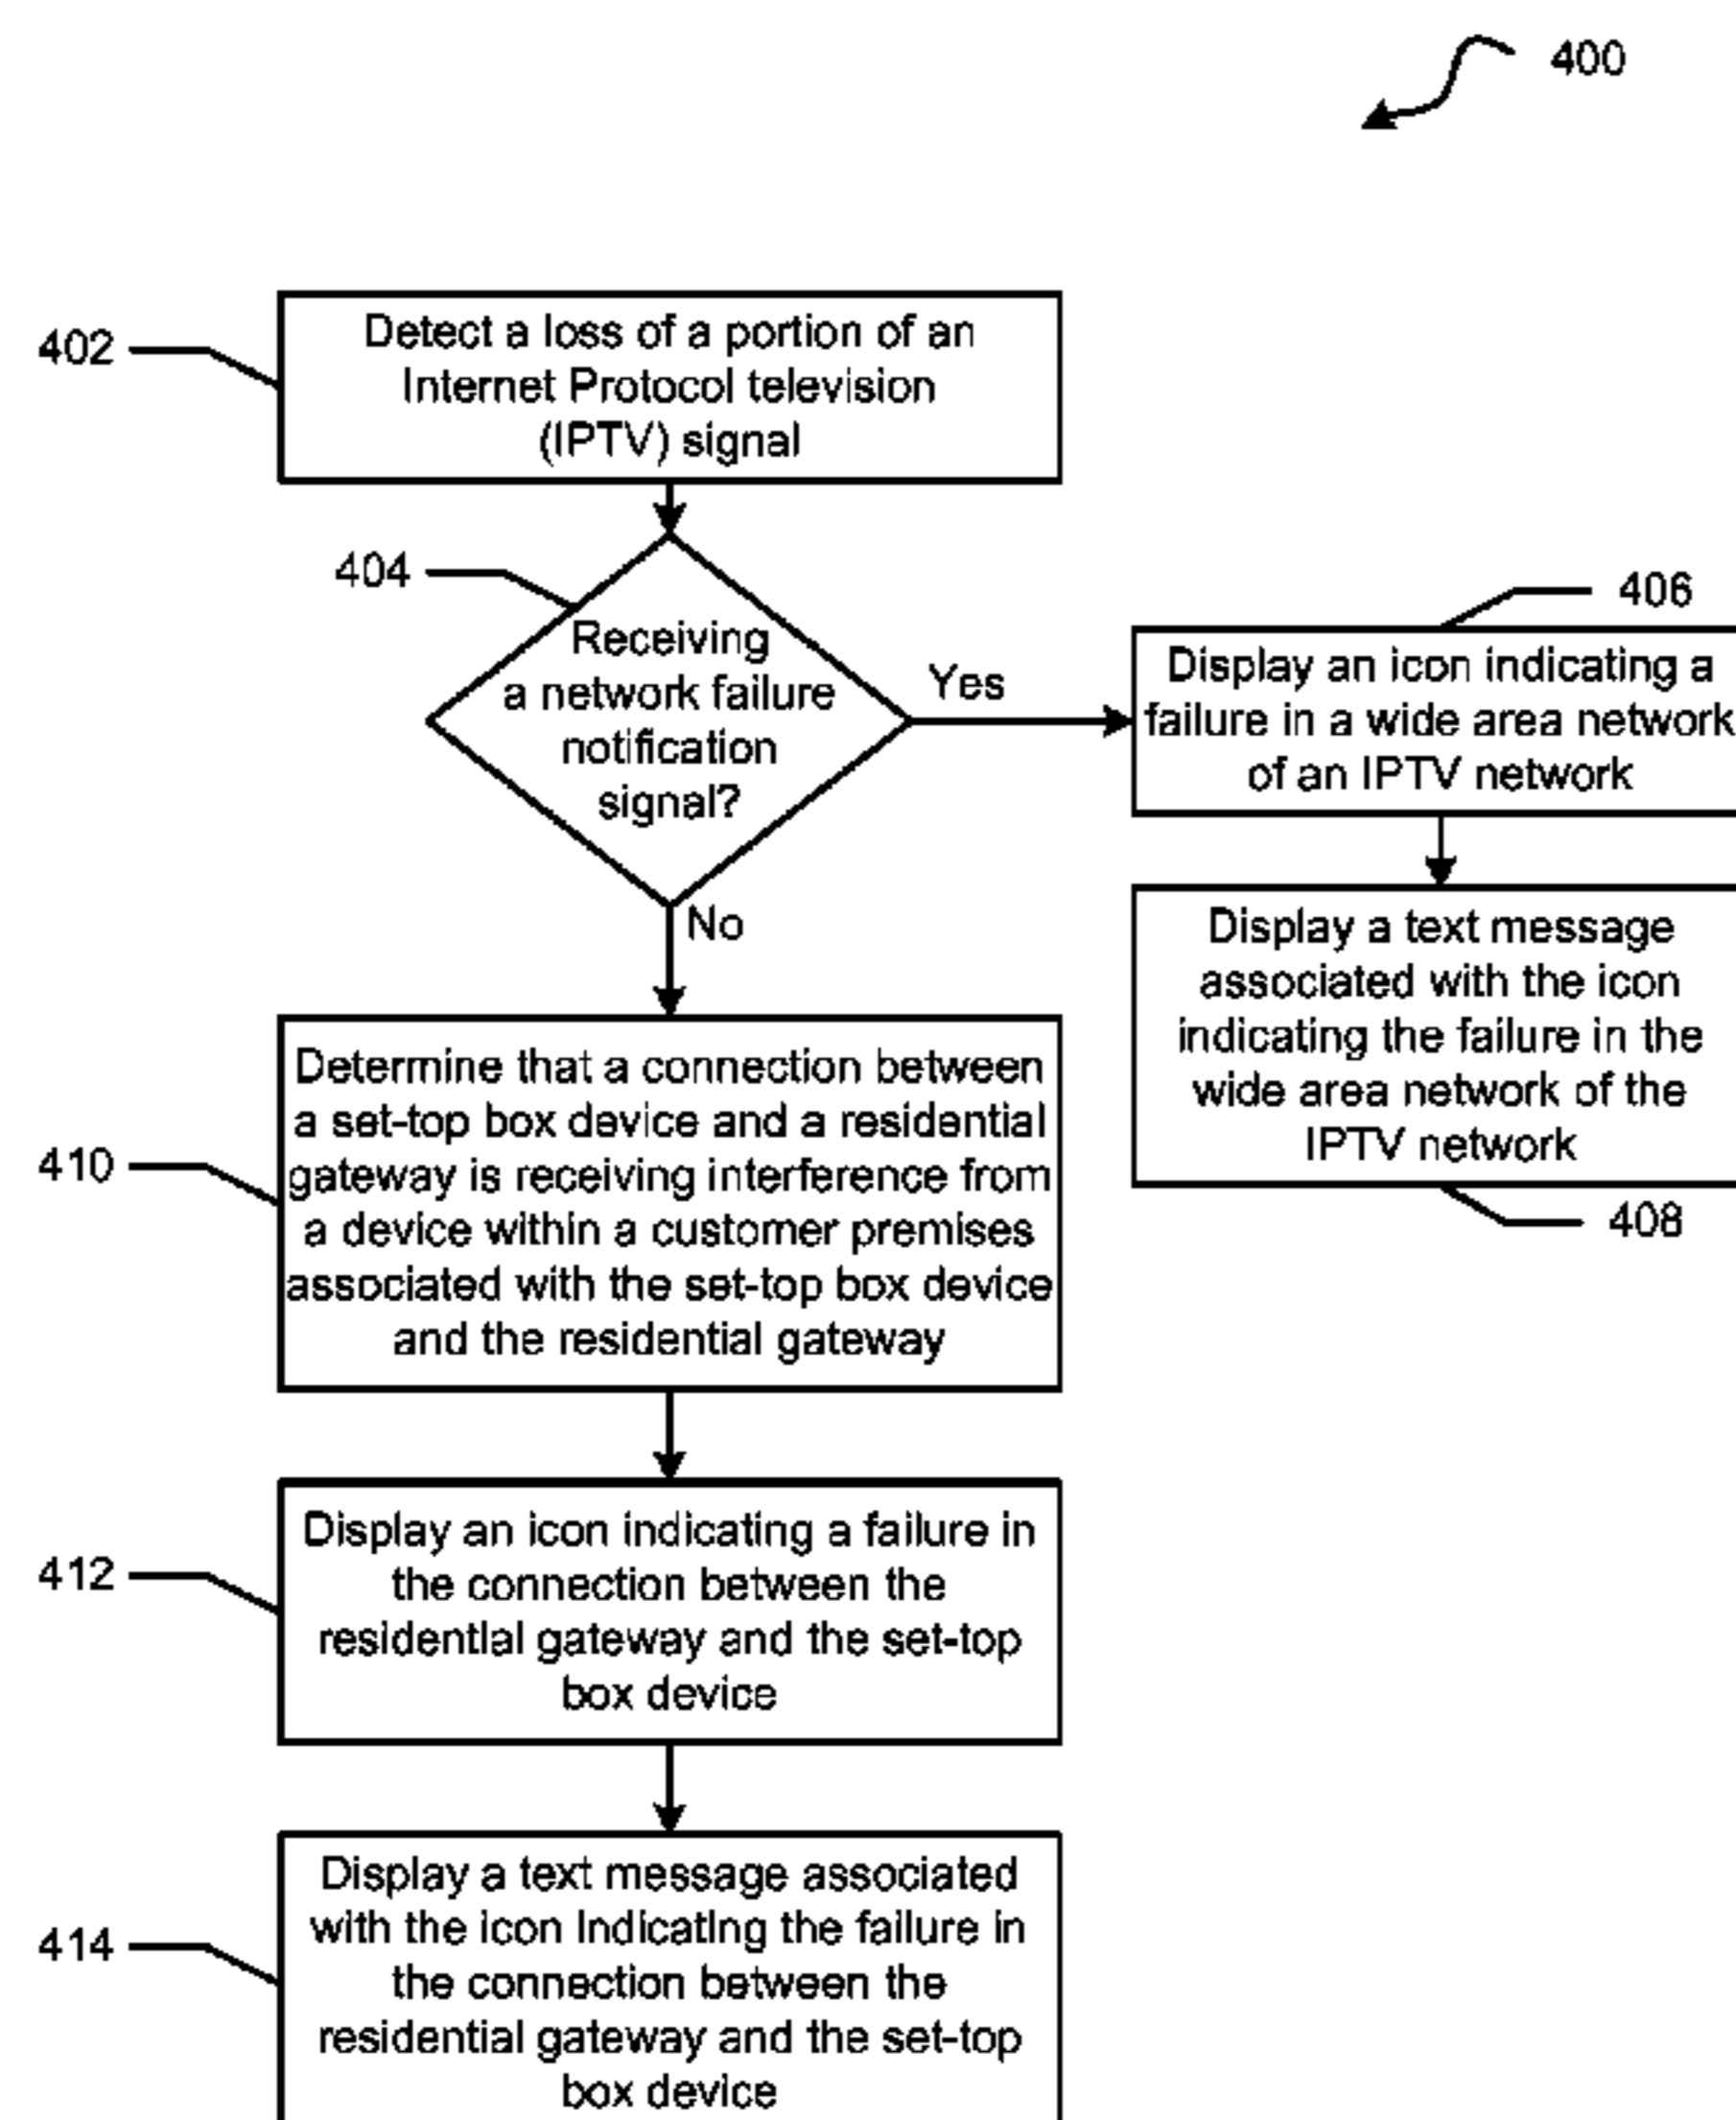 400
402
Detect a loss of a portion of an
Internet Protocol television
(IPTV) signal
404
Receiving
a network failure
notification
signal?
Yes
No
406
Display an icon indicating a
failure in a wide area network
of an IPTV network
Display a text message
associated with the icon
indicating the failure in the
wide area network of the
IPTV network
408
410
Determine that a connection between
a set-top box device and a residential
gateway is receiving interference from
a device within a customer premises
associated with the set-top box device
and the residential gateway
412
Display an icon indicating a failure in
the connection between the
residential gateway and the set-top
box device
414
Display a text message associated
with the icon indicating the failure in
the connection between the
residential gateway and the set-top
box device